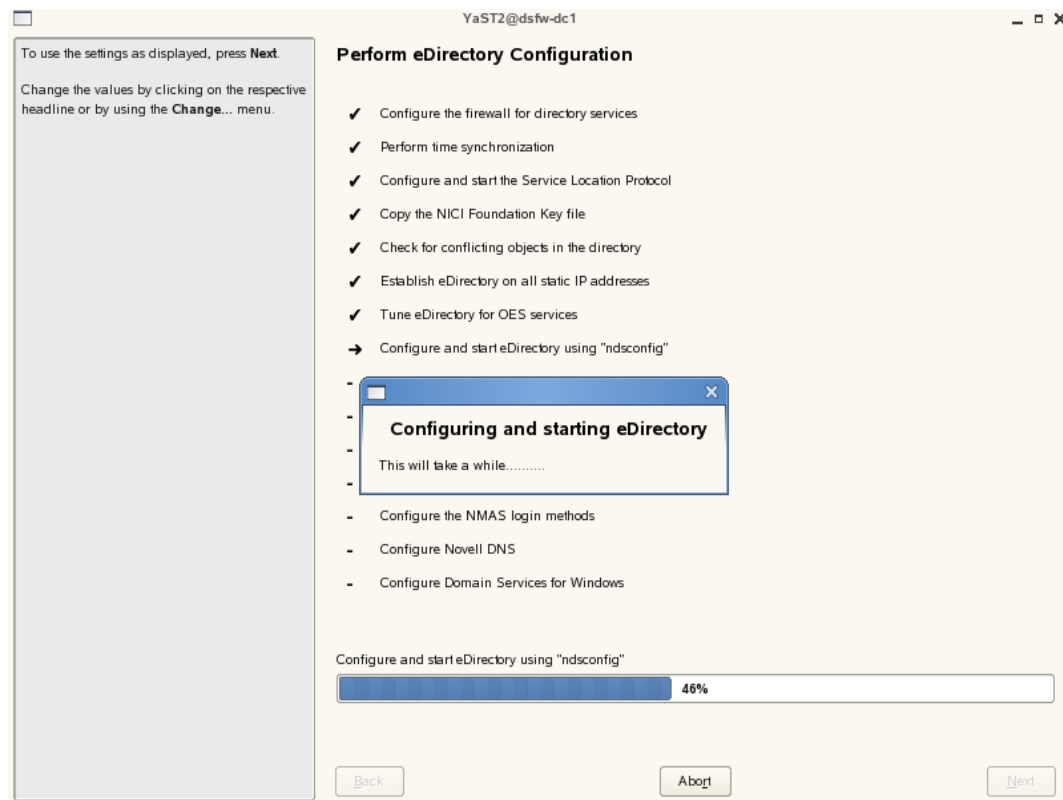 YaST2@dsfw-dc1
To use the settings as displayed, press Next.
Change the values by clicking on the respective
headline or by using the Change... menu.
Perform eDirectory Configuration
✔ Configure the firewall for directory services
✔ Perform time synchronization
✔ Configure and start the Service Location Protocol
✔ Copy the NICI Foundation Key file
✔ Check for conflicting objects in the directory
✔ Establish eDirectory on all static IP addresses
✔ Tune eDirectory for OES services
➔ Configure and start eDirectory using "ndsconfig"
-
-
-
-
Configuring and starting eDirectory
This will take a while..........
- Configure the NMAS login methods
- Configure Novell DNS
- Configure Domain Services for Windows
Configure and start eDirectory using "ndsconfig"
46%
Back
Abort
Next